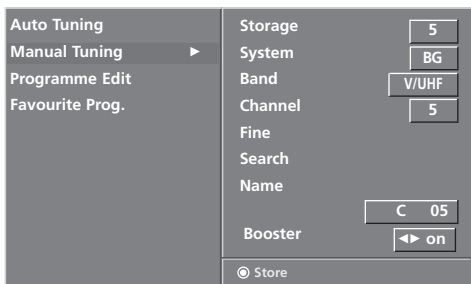 Auto Tuning
Manual Tuning ►
Programme Edit
Favourite Prog.
Storage 5
System BG
Band V/UHF
Channel 5
Fine
Search
Name
C 05
Booster ◄► on
Store